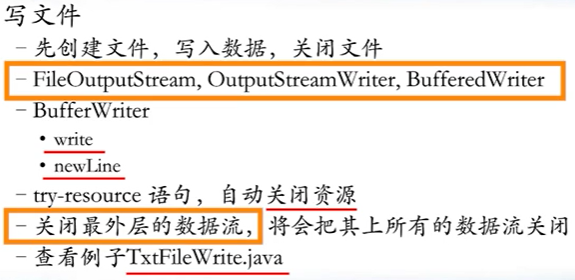 写文件
– 先创建文件，写入数据，关闭文件
– FileOutputStream, OutputStreamWriter, BufferedWriter
– BufferWriter
• write
• newLine
– try-resource 语句，自动关闭资源
– 关闭最外层的数据流，将会把其上所有的数据流关闭
– 查看例子TxtFileWrite.java